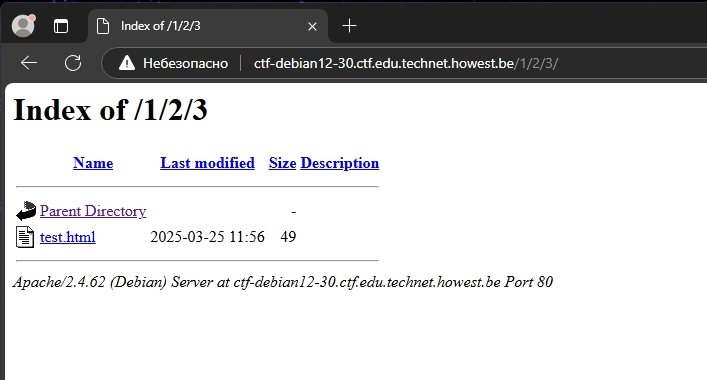 Index of /1/2/3
Небезопасно ctf-debian12-30.ctf.edu.technet.howest.be/1/2/3/
Index of /1/2/3
Name Last modified Size Description
Parent Directory -
test.html 2025-03-25 11:56 49
Apache/2.4.62 (Debian) Server at ctf-debian12-30.ctf.edu.technet.howest.be Port 80